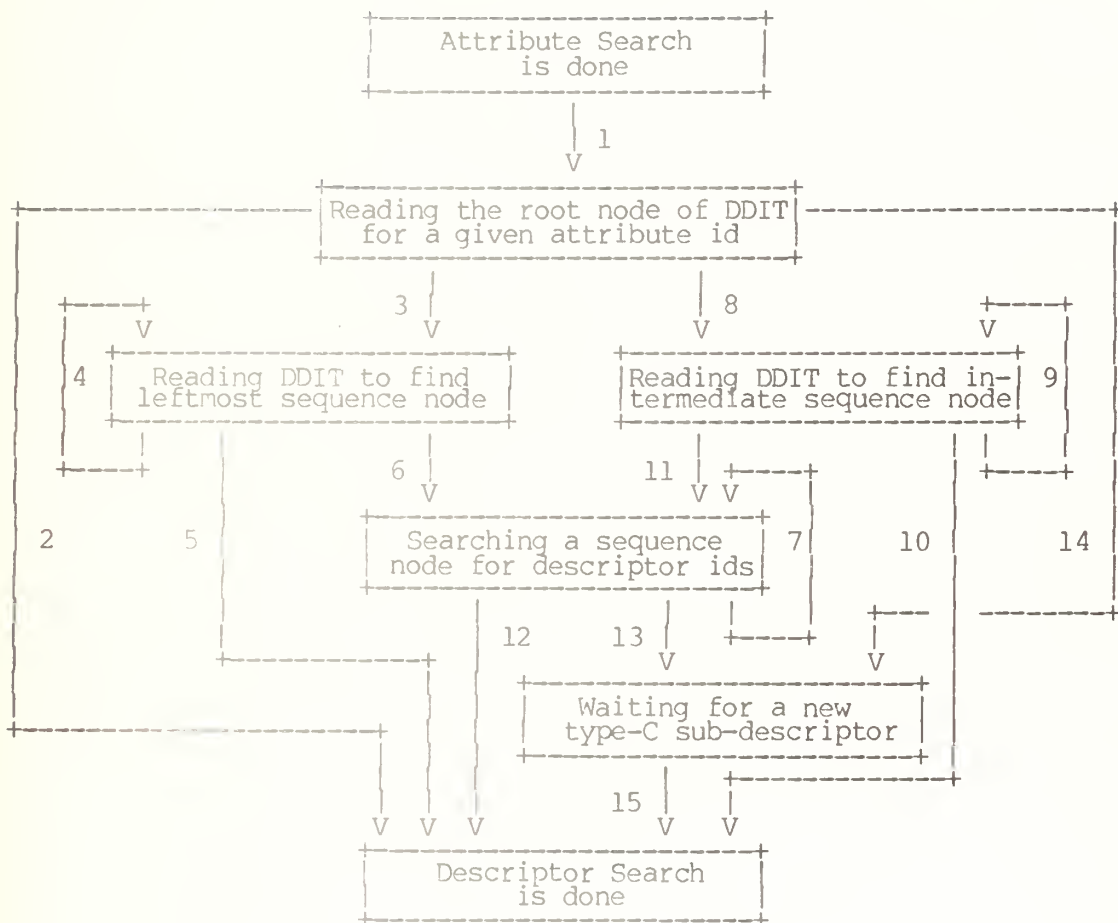 Attribute Search
is done
1
Reading the root node of DDIT
for a given attribute id
3
8
4
Reading DDIT to find
leftmost sequence node
Reading DDIT to find in-
termediate sequence node
9
6
11
2
5
Searching a sequence
node for descriptor ids
7
10
14
12
13
Waiting for a new
type-C sub-descriptor
15
Descriptor Search
is done